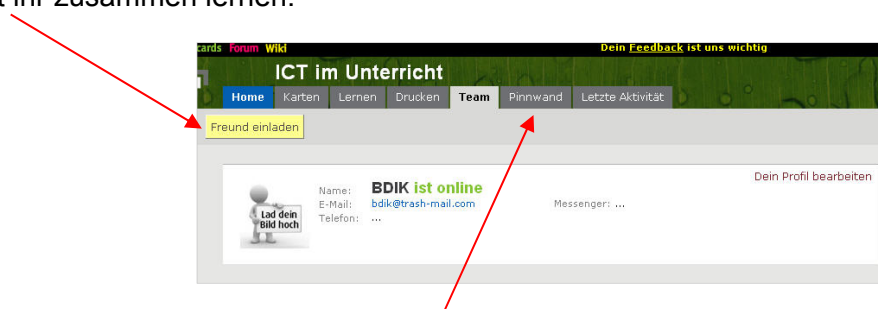 ihr zusammen lernen.
cards Forum Wiki Dein Feedback ist uns wichtig
ICT im Unterricht
Home Karten Lernen Drucken Team Pinnwand Letzte Aktivität
Freund einladen
Dein Profil bearbeiten
Name: BDIK ist online
E-Mail: bdik@trash-mail.com Messenger: ...
Telefon: ...
Lad dein
Bild hoch